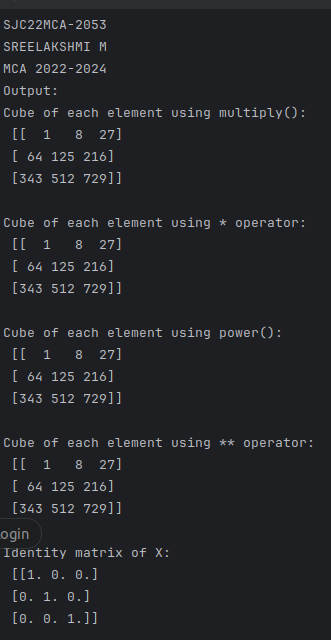 SJC22MCA-2053
SREELAKSHMI M
MCA 2022-2024
Output:
Cube of each element using multiply():
 [[  1   8  27]
 [ 64 125 216]
 [343 512 729]]

Cube of each element using * operator:
 [[  1   8  27]
 [ 64 125 216]
 [343 512 729]]

Cube of each element using power():
 [[  1   8  27]
 [ 64 125 216]
 [343 512 729]]

Cube of each element using ** operator:
 [[  1   8  27]
 [ 64 125 216]
 [343 512 729]]
ogin
Identity matrix of X:
 [[1. 0. 0.]
 [0. 1. 0.]
 [0. 0. 1.]]